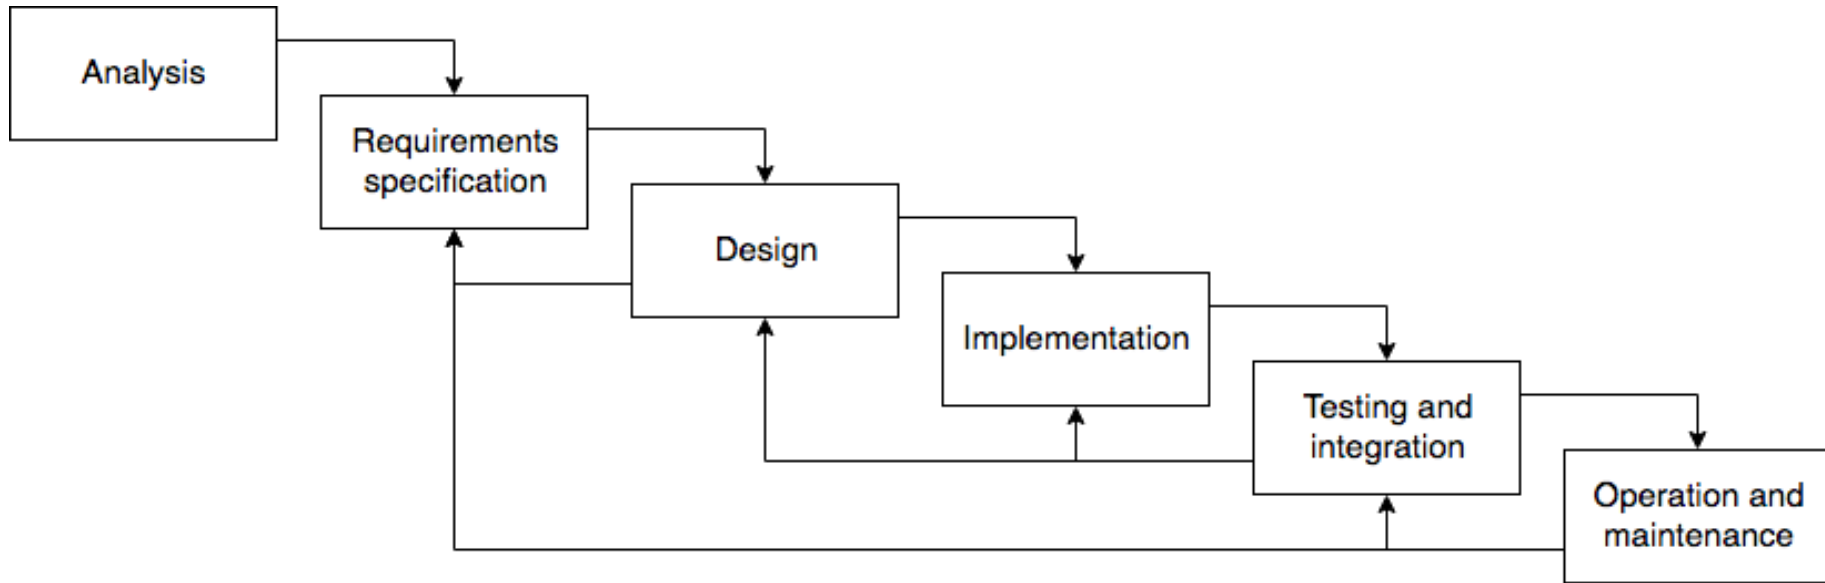 Analysis
Requirements
specification
Design
Implementation
Testing and
integration
Operation and
maintenance